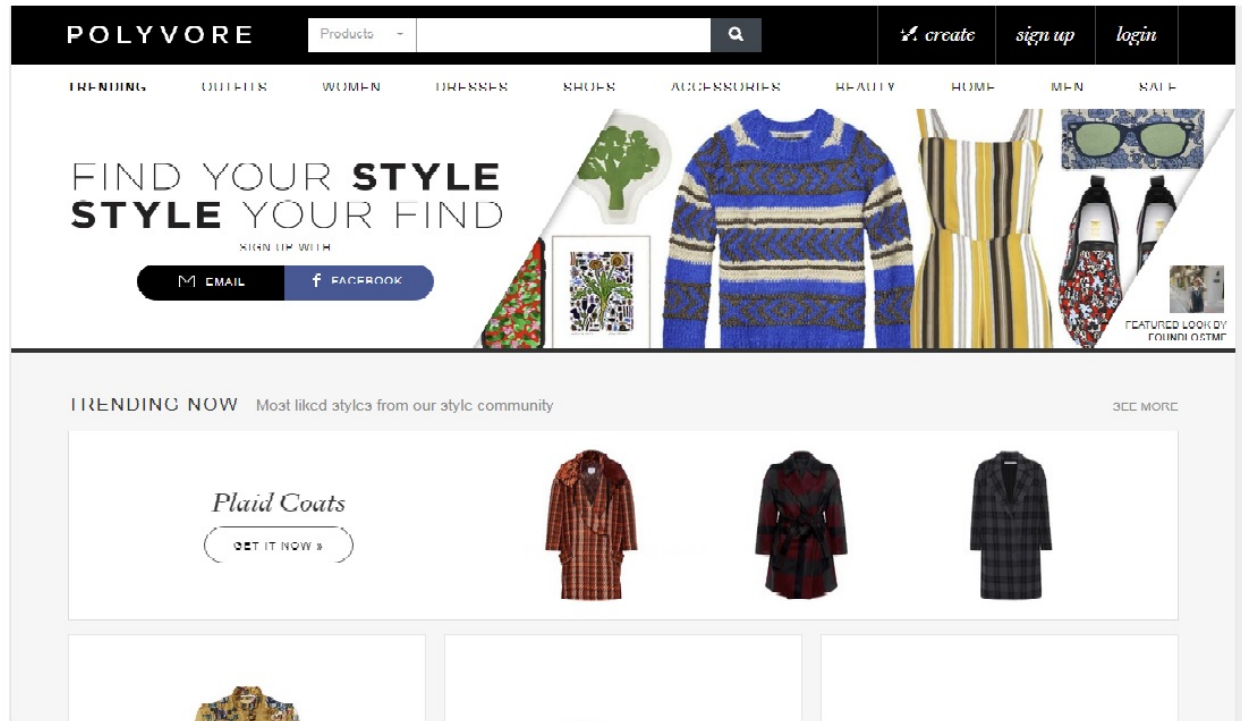 POLYVORE Products create sign up login
TRENDING OUTFITS WOMEN DRESSES SHOES ACCESSORIES BEAUTY HOME MEN SALE
FIND YOUR STYLE
STYLE YOUR FIND
SIGN UP WITH
EMAIL FACEBOOK
FEATURED LOOK BY
FOUNDLOSTME
TRENDING NOW Most liked styles from our style community SEE MORE
Plaid Coats
GET IT NOW »